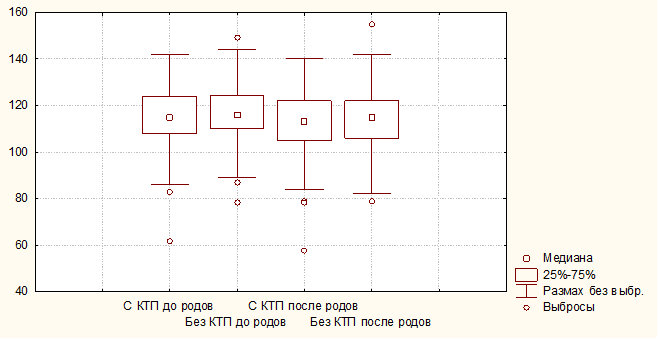 160
140
120
100
80
60
40
С КТП до родов
С КТП после родов
Без КТП до родов
Без КТП после родов
Медиана
25%-75%
Размах без выбр.
Выбросы